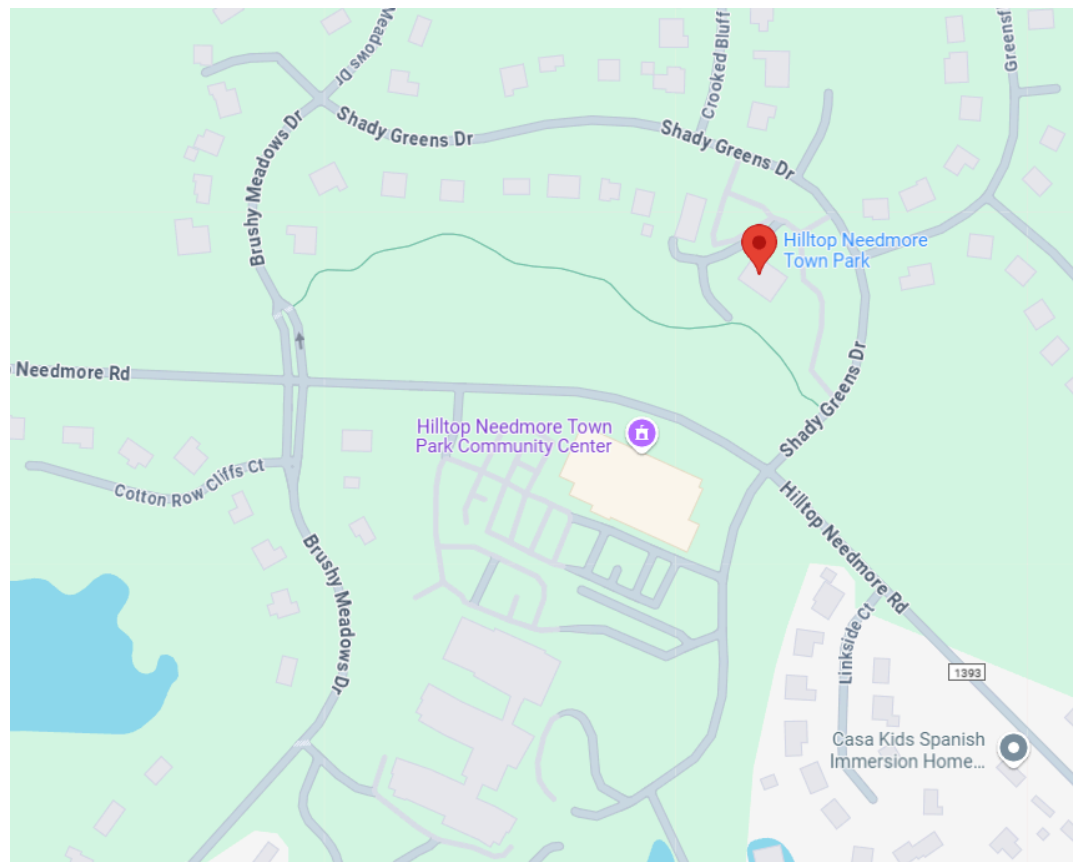 Meadows Dr
Crooked Bluff
Greensf
Shady Greens Dr
Shady Greens Dr
Brushy Meadows Dr
Hilltop Needmore
Town Park
Needmore Rd
Shady Greens Dr
Hilltop Needmore Town
Park Community Center
Cotton Row Cliffs Ct
Hilltop Needmore Rd
Brushy Meadows Dr
Linkside Ct
1393
Casa Kids Spanish
Immersion Home...